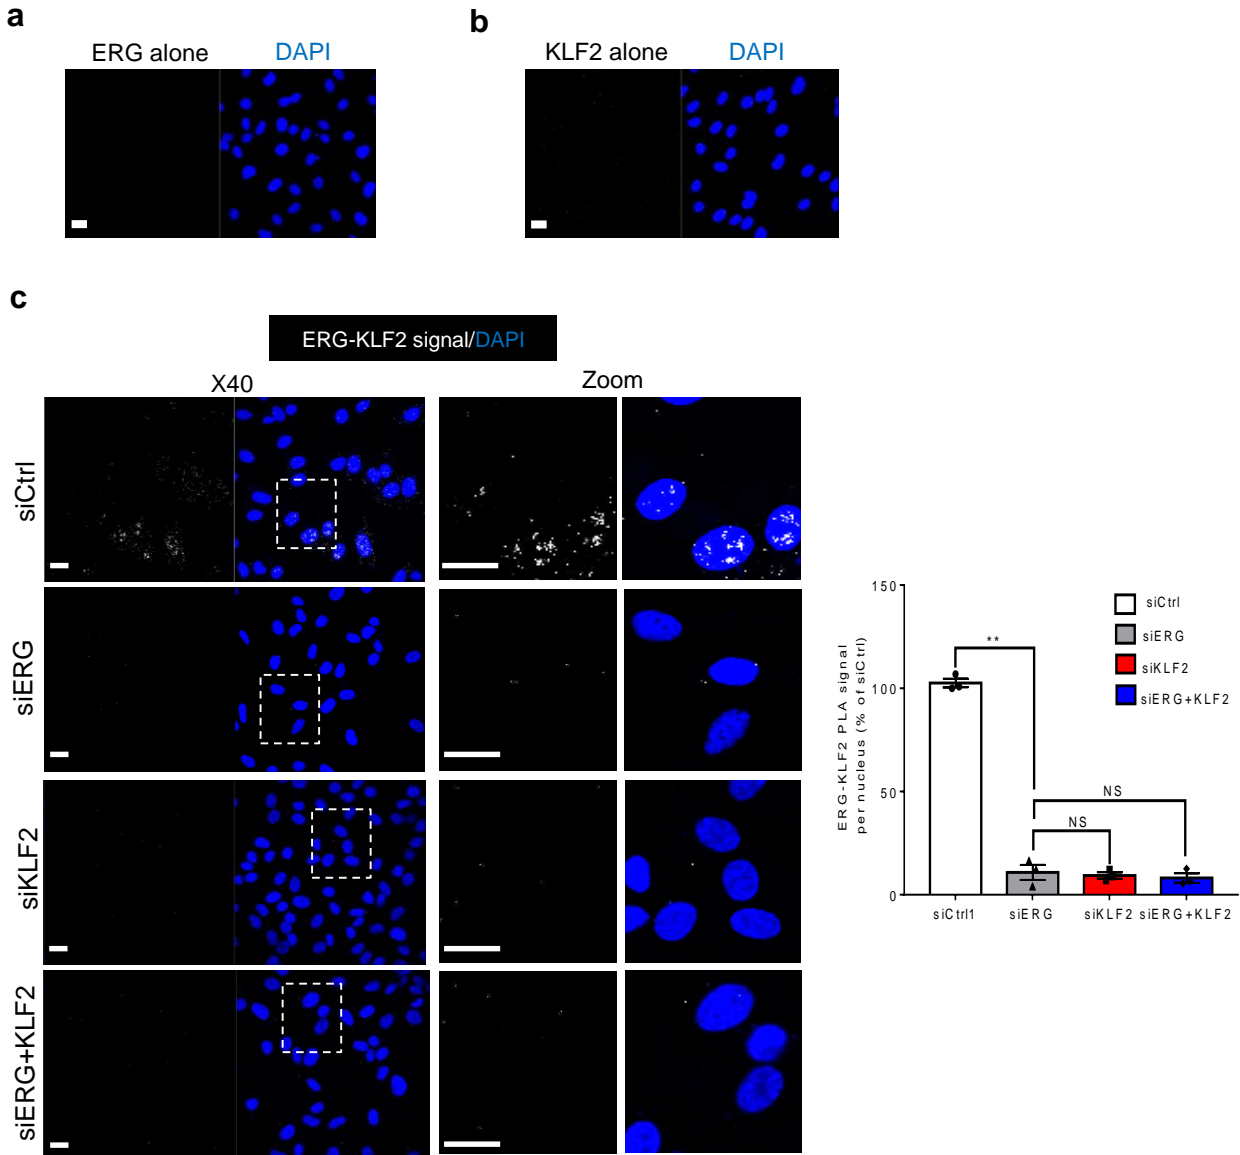 a
ERG alone DAPI
b
KLF2 alone DAPI
c
ERG-KLF2 signal/DAPI
X40 Zoom
siCtrl
siERG
siKLF2
siERG+KLF2
ERG-KLF2 PLA signal
per nucleus (% of siCtrl)
150
100
50
0
**
NS
NS
siCtrl
siERG
siKLF2
siERG+KLF2
siCtrl1 siERG siKLF2 siERG+KLF2